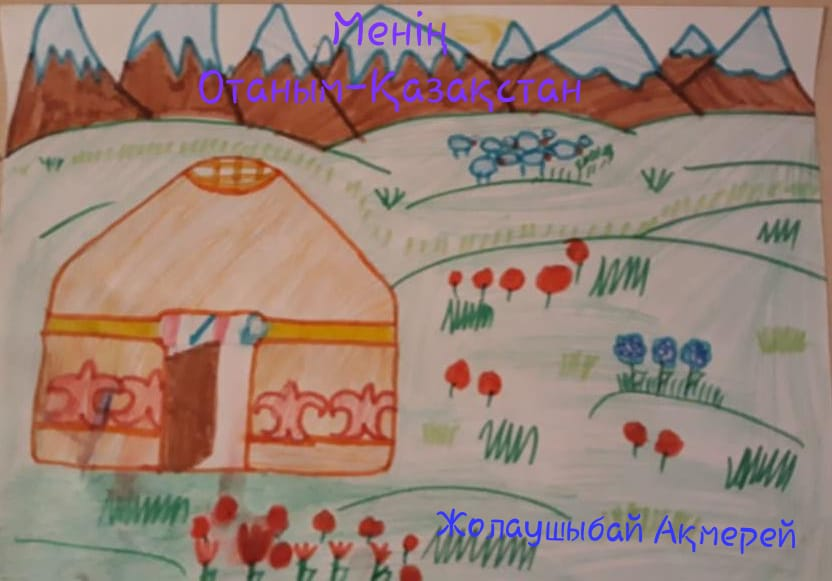 Менің
Отаным-Қазақстан
Жолаушыбай Ақмерей